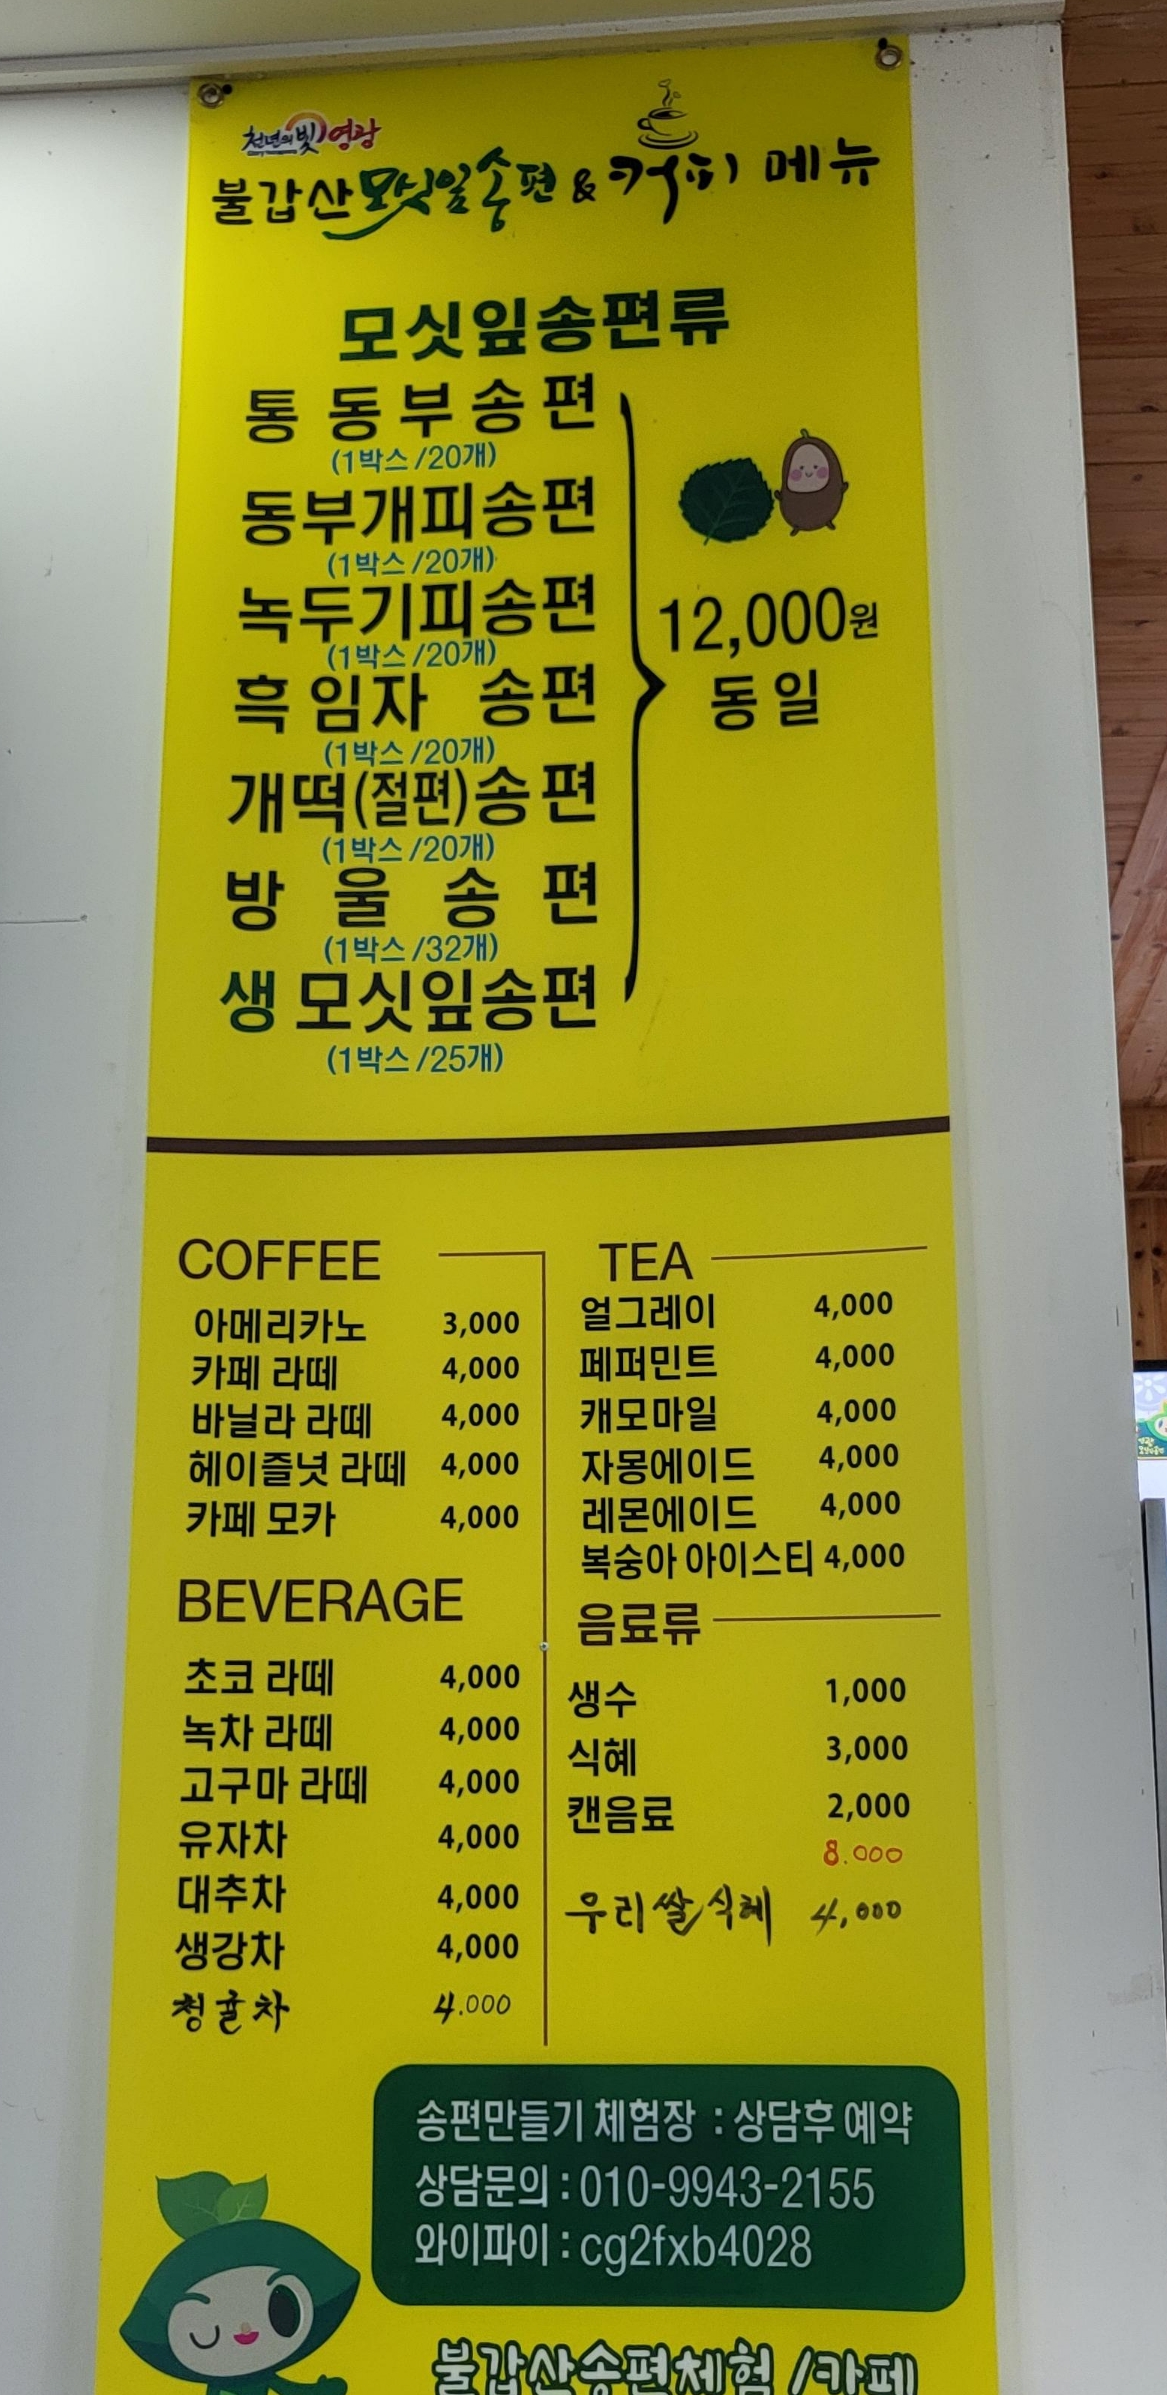 천년의 빛 영광
불갑산 모싯잎송편 & 커피 메뉴
모싯잎송편류
통 동부송편
(1박스/20개)
동부개피송편
(1박스/20개)
녹두기피송편
(1박스/20개)
흑임자 송편
(1박스/20개)
개떡(절편)송편
(1박스/20개)
방울송편
(1박스/32개)
생 모싯잎송편
(1박스/25개)
12,000원
동일
COFFEE
아메리카노 3,000
카페 라떼 4,000
바닐라 라떼 4,000
헤이즐넛 라떼 4,000
카페 모카 4,000
BEVERAGE
초코 라떼 4,000
녹차 라떼 4,000
고구마 라떼 4,000
유자차 4,000
대추차 4,000
생강차 4,000
청귤차 4.000
TEA
얼그레이 4,000
페퍼민트 4,000
캐모마일 4,000
자몽에이드 4,000
레몬에이드 4,000
복숭아 아이스티 4,000
음료류
생수 1,000
식혜 3,000
캔음료 2,000
8.000
우리쌀식혜 4,000
송편만들기 체험장 : 상담후 예약
상담문의 : 010-9943-2155
와이파이 : cg2fxb4028
불갑산송편체험/카페